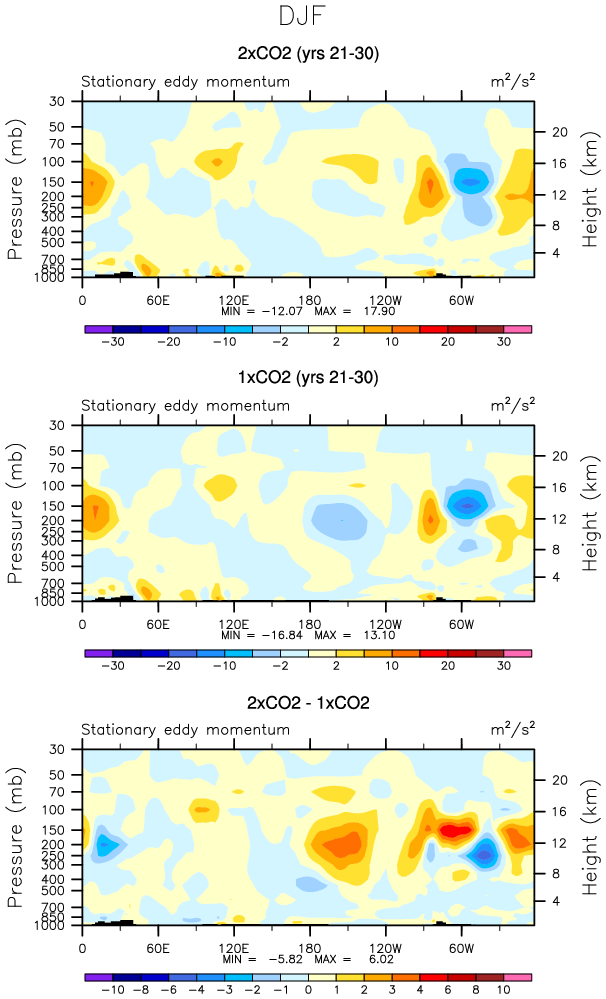 DJF
2xCO2 (yrs 21-30)
Stationary eddy momentum m²/s²
Pressure (mb)
30
50
70
100
150
200
250
300
400
500
700
850
1000
20
16
12
8
4
Height (km)
0 60E 120E 180 120W 60W
MIN = −12.07 MAX = 17.90
−30 −20 −10 −2 2 10 20 30
1xCO2 (yrs 21-30)
Stationary eddy momentum m²/s²
Pressure (mb)
30
50
70
100
150
200
250
300
400
500
700
850
1000
20
16
12
8
4
Height (km)
0 60E 120E 180 120W 60W
MIN = −16.84 MAX = 13.10
−30 −20 −10 −2 2 10 20 30
2xCO2 - 1xCO2
Stationary eddy momentum m²/s²
Pressure (mb)
30
50
70
100
150
200
250
300
400
500
700
850
1000
20
16
12
8
4
Height (km)
0 60E 120E 180 120W 60W
MIN = −5.82 MAX = 6.02
−10 −8 −6 −4 −3 −2 −1 0 1 2 3 4 6 8 10